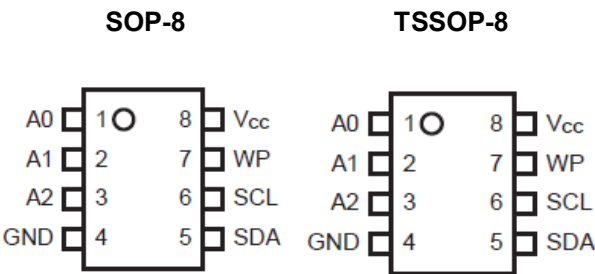 SOP-8 TSSOP-8
A0 1 8 Vcc A0 1 8 Vcc
A1 2 7 WP A1 2 7 WP
A2 3 6 SCL A2 3 6 SCL
GND 4 5 SDA GND 4 5 SDA